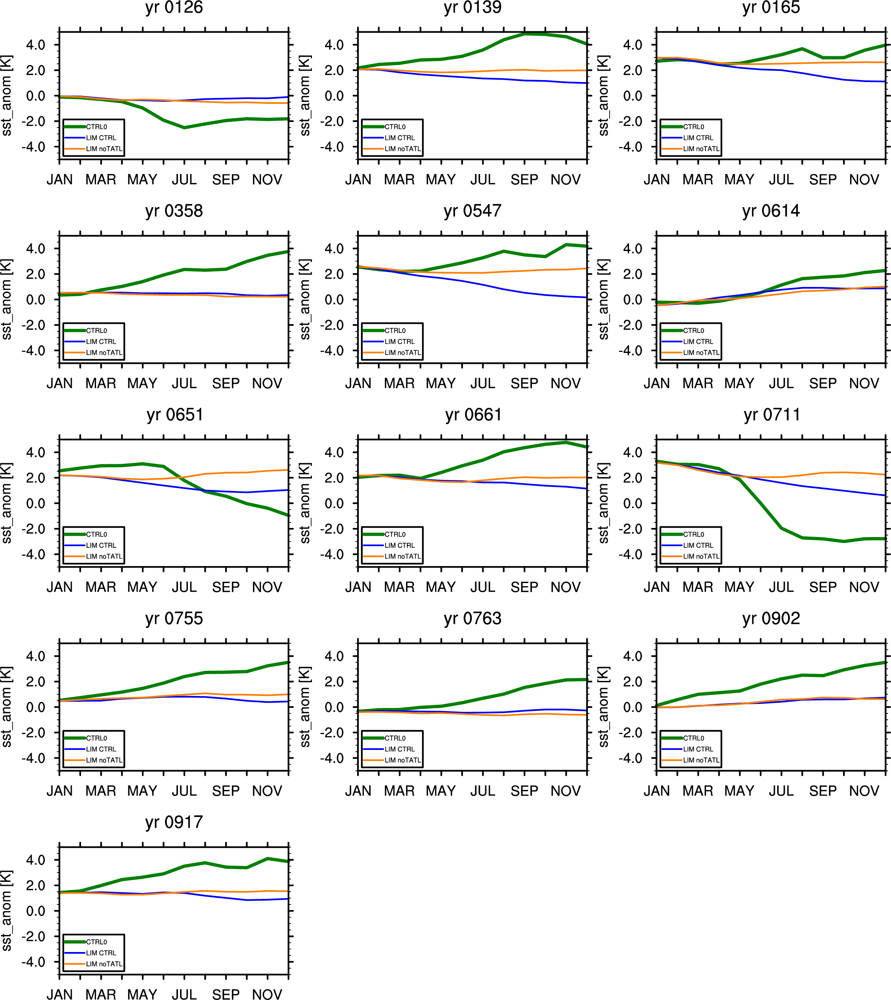 yr 0126
sst_anom [K]
4.0
2.0
0.0
-2.0
-4.0
CTRL0
LIM CTRL
LIM noTATL
JAN MAR MAY JUL SEP NOV
yr 0139
sst_anom [K]
4.0
2.0
0.0
-2.0
-4.0
CTRL0
LIM CTRL
LIM noTATL
JAN MAR MAY JUL SEP NOV
yr 0165
sst_anom [K]
4.0
2.0
0.0
-2.0
-4.0
CTRL0
LIM CTRL
LIM noTATL
JAN MAR MAY JUL SEP NOV
yr 0358
sst_anom [K]
4.0
2.0
0.0
-2.0
-4.0
CTRL0
LIM CTRL
LIM noTATL
JAN MAR MAY JUL SEP NOV
yr 0547
sst_anom [K]
4.0
2.0
0.0
-2.0
-4.0
CTRL0
LIM CTRL
LIM noTATL
JAN MAR MAY JUL SEP NOV
yr 0614
sst_anom [K]
4.0
2.0
0.0
-2.0
-4.0
CTRL0
LIM CTRL
LIM noTATL
JAN MAR MAY JUL SEP NOV
yr 0651
sst_anom [K]
4.0
2.0
0.0
-2.0
-4.0
CTRL0
LIM CTRL
LIM noTATL
JAN MAR MAY JUL SEP NOV
yr 0661
sst_anom [K]
4.0
2.0
0.0
-2.0
-4.0
CTRL0
LIM CTRL
LIM noTATL
JAN MAR MAY JUL SEP NOV
yr 0711
sst_anom [K]
4.0
2.0
0.0
-2.0
-4.0
CTRL0
LIM CTRL
LIM noTATL
JAN MAR MAY JUL SEP NOV
yr 0755
sst_anom [K]
4.0
2.0
0.0
-2.0
-4.0
CTRL0
LIM CTRL
LIM noTATL
JAN MAR MAY JUL SEP NOV
yr 0763
sst_anom [K]
4.0
2.0
0.0
-2.0
-4.0
CTRL0
LIM CTRL
LIM noTATL
JAN MAR MAY JUL SEP NOV
yr 0902
sst_anom [K]
4.0
2.0
0.0
-2.0
-4.0
CTRL0
LIM CTRL
LIM noTATL
JAN MAR MAY JUL SEP NOV
yr 0917
sst_anom [K]
4.0
2.0
0.0
-2.0
-4.0
CTRL0
LIM CTRL
LIM noTATL
JAN MAR MAY JUL SEP NOV